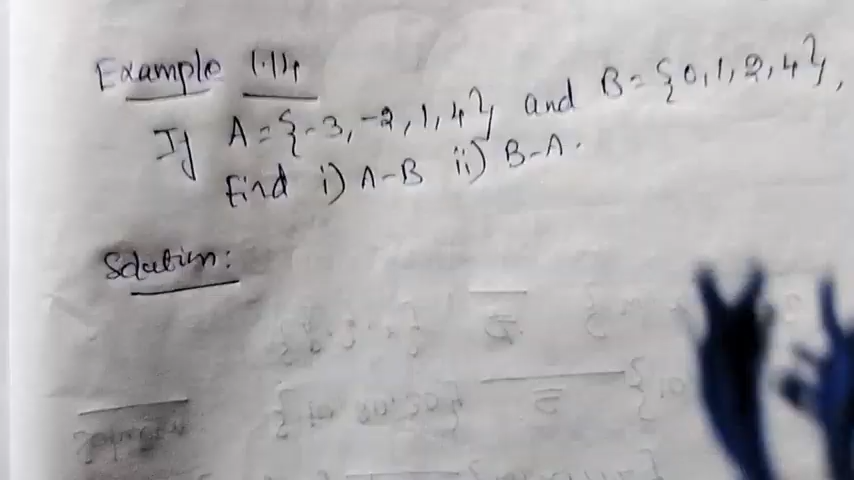 Example 1.14
If A = {-3, -2, 1, 4} and B = {0, 1, 2, 4},
find i) A-B ii) B-A.
Solution: